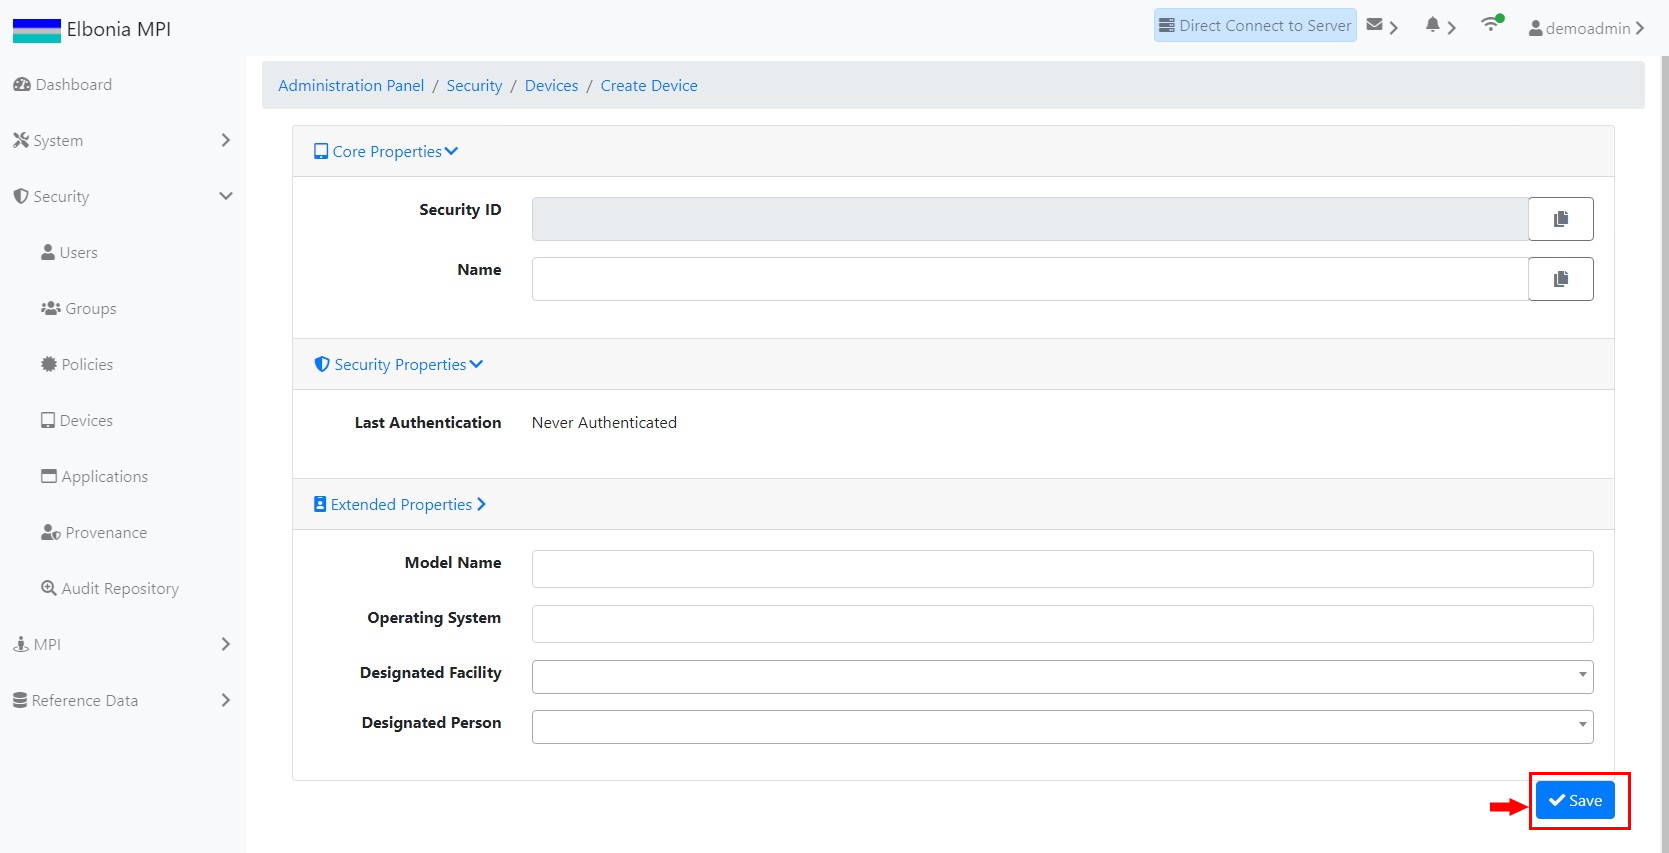 Elbonia MPI
Direct Connect to Server
demoadmin
Dashboard
System
Security
Users
Groups
Policies
Devices
Applications
Provenance
Audit Repository
MPI
Reference Data
Administration Panel / Security / Devices / Create Device
Core Properties
Security ID
Name
Security Properties
Last Authentication Never Authenticated
Extended Properties
Model Name
Operating System
Designated Facility
Designated Person
Save